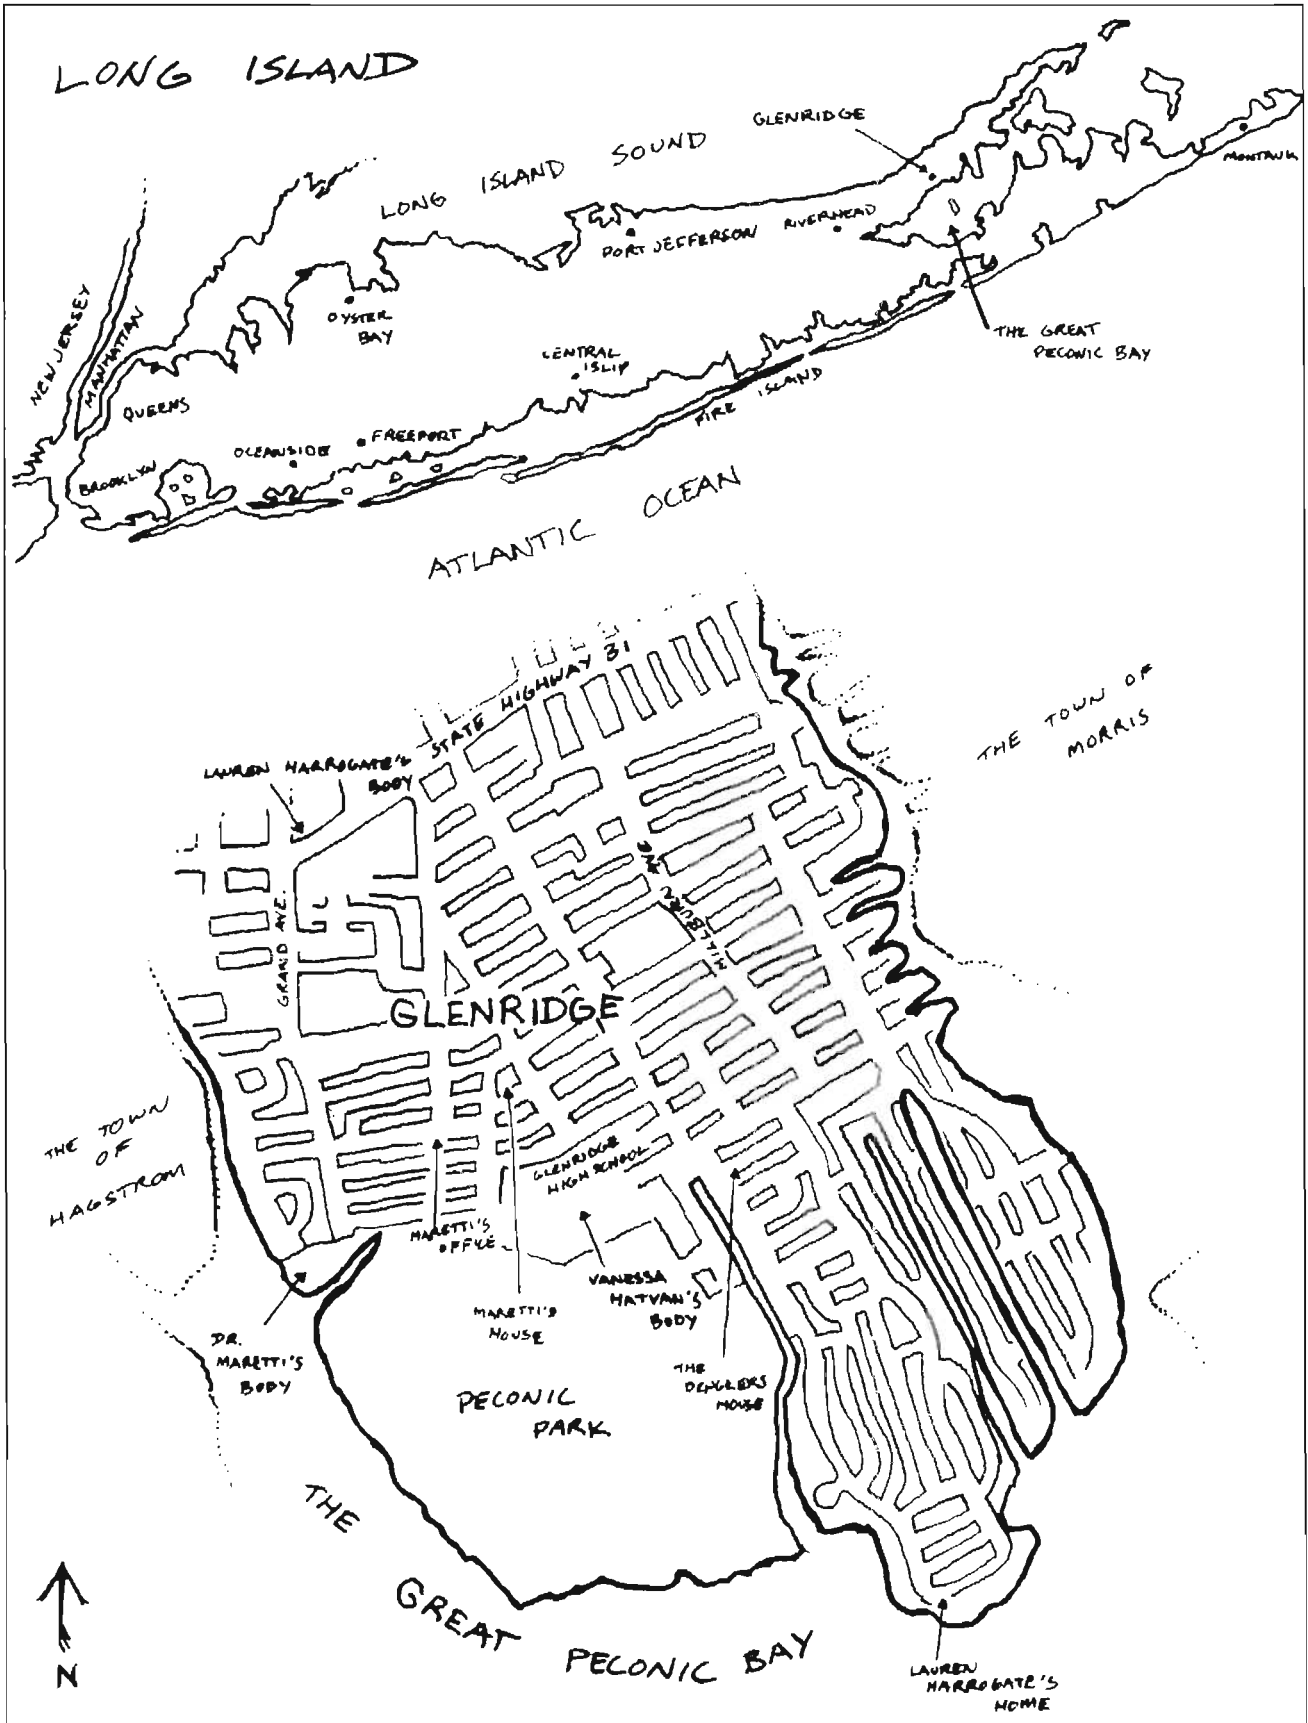 LONG ISLAND
GLENRIDGE
LONG ISLAND SOUND
MONTAUK
PORT JEFFERSON
RIVERHEAD
NEW JERSEY
MANHATTAN
OYSTER
BAY
THE GREAT
PECONIC BAY
CENTRAL
ISLIP
QUEENS
FIRE ISLAND
FREEPORT
OCEANSIDE
BROOKLYN
ATLANTIC OCEAN
STATE HIGHWAY 31
THE TOWN OF
MORRIS
LAUREN HARROGATE'S
BODY
MILLBURN AVE
GRAND AVE.
GLENRIDGE
THE TOWN
OF
HAGSTROM
GLENRIDGE
HIGH SCHOOL
MARETTI'S
OFFICE
VANESSA
HATVAN'S
BODY
MARETTI'S
HOUSE
DR.
MARETTI'S
BODY
THE
DENGLERS
HOUSE
PECONIC
PARK
THE
GREAT
PECONIC BAY
N
LAUREN
HARROGATE'S
HOME